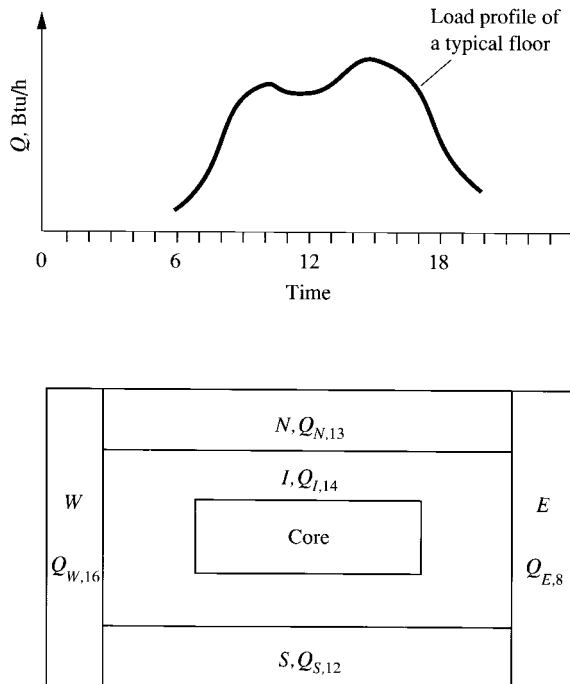 Load profile of
a typical floor
Q, Btu/h
0 6 12 18
Time
N, Q_{N,13}
I, Q_{I,14}
W
E
Core
Q_{W,16}
Q_{E,8}
S, Q_{S,12}